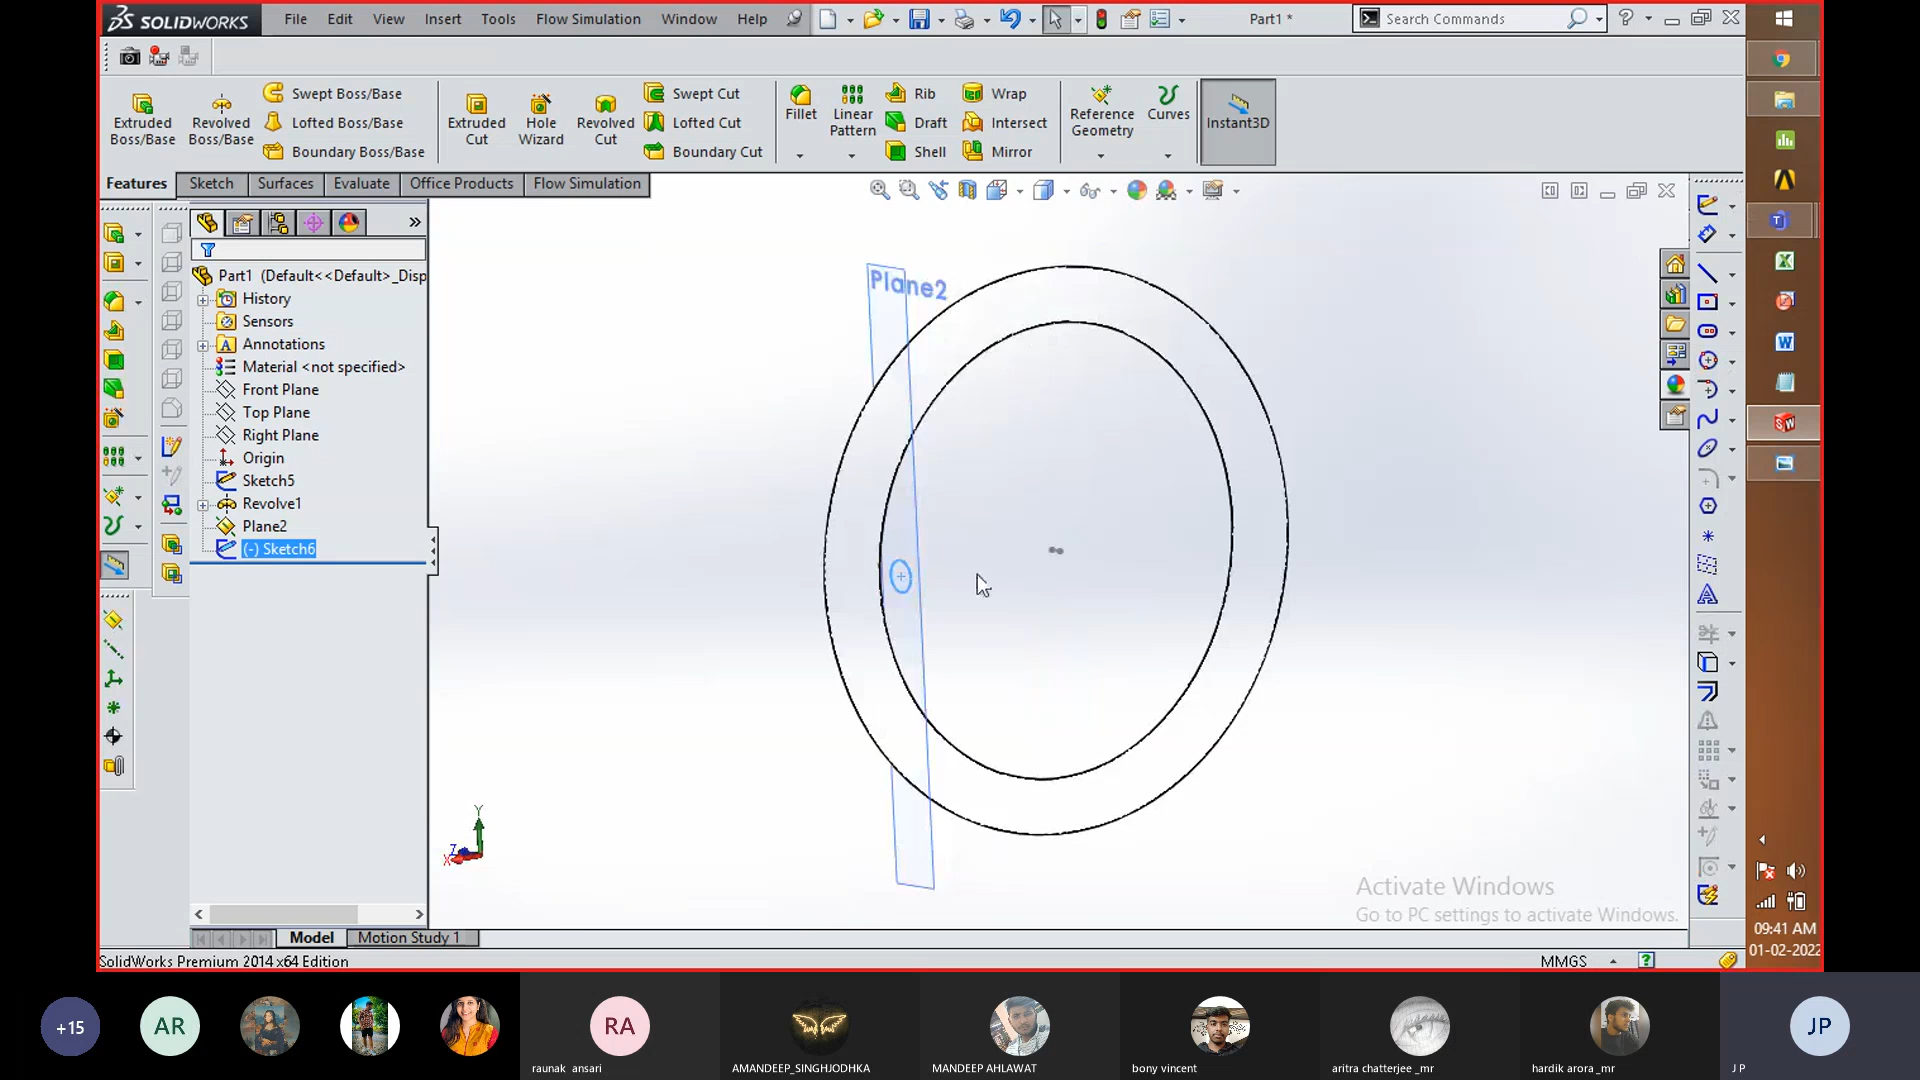 SOLIDWORKS
File Edit View Insert Tools Flow Simulation Window Help
Part1 *
Search Commands
Extruded Boss/Base
Revolved Boss/Base
Swept Boss/Base
Lofted Boss/Base
Boundary Boss/Base
Extruded Cut
Hole Wizard
Revolved Cut
Swept Cut
Lofted Cut
Boundary Cut
Fillet
Linear Pattern
Rib
Draft
Shell
Wrap
Intersect
Mirror
Reference Geometry
Curves
Instant3D
Features Sketch Surfaces Evaluate Office Products Flow Simulation
Part1 (Default<<Default>_Disp
History
Sensors
Annotations
Material <not specified>
Front Plane
Top Plane
Right Plane
Origin
Sketch5
Revolve1
Plane2
(-) Sketch6
Plane2
Y
Z
X
Activate Windows
Go to PC settings to activate Windows.
Model Motion Study 1
SolidWorks Premium 2014 x64 Edition
MMGS
09:41 AM
01-02-2022
+15
AR
RA
raunak ansari
AMANDEEP_SINGHJODHKA
MANDEEP AHLAWAT
bony vincent
aritra chatterjee _mr
hardik arora _mr
JP
J P